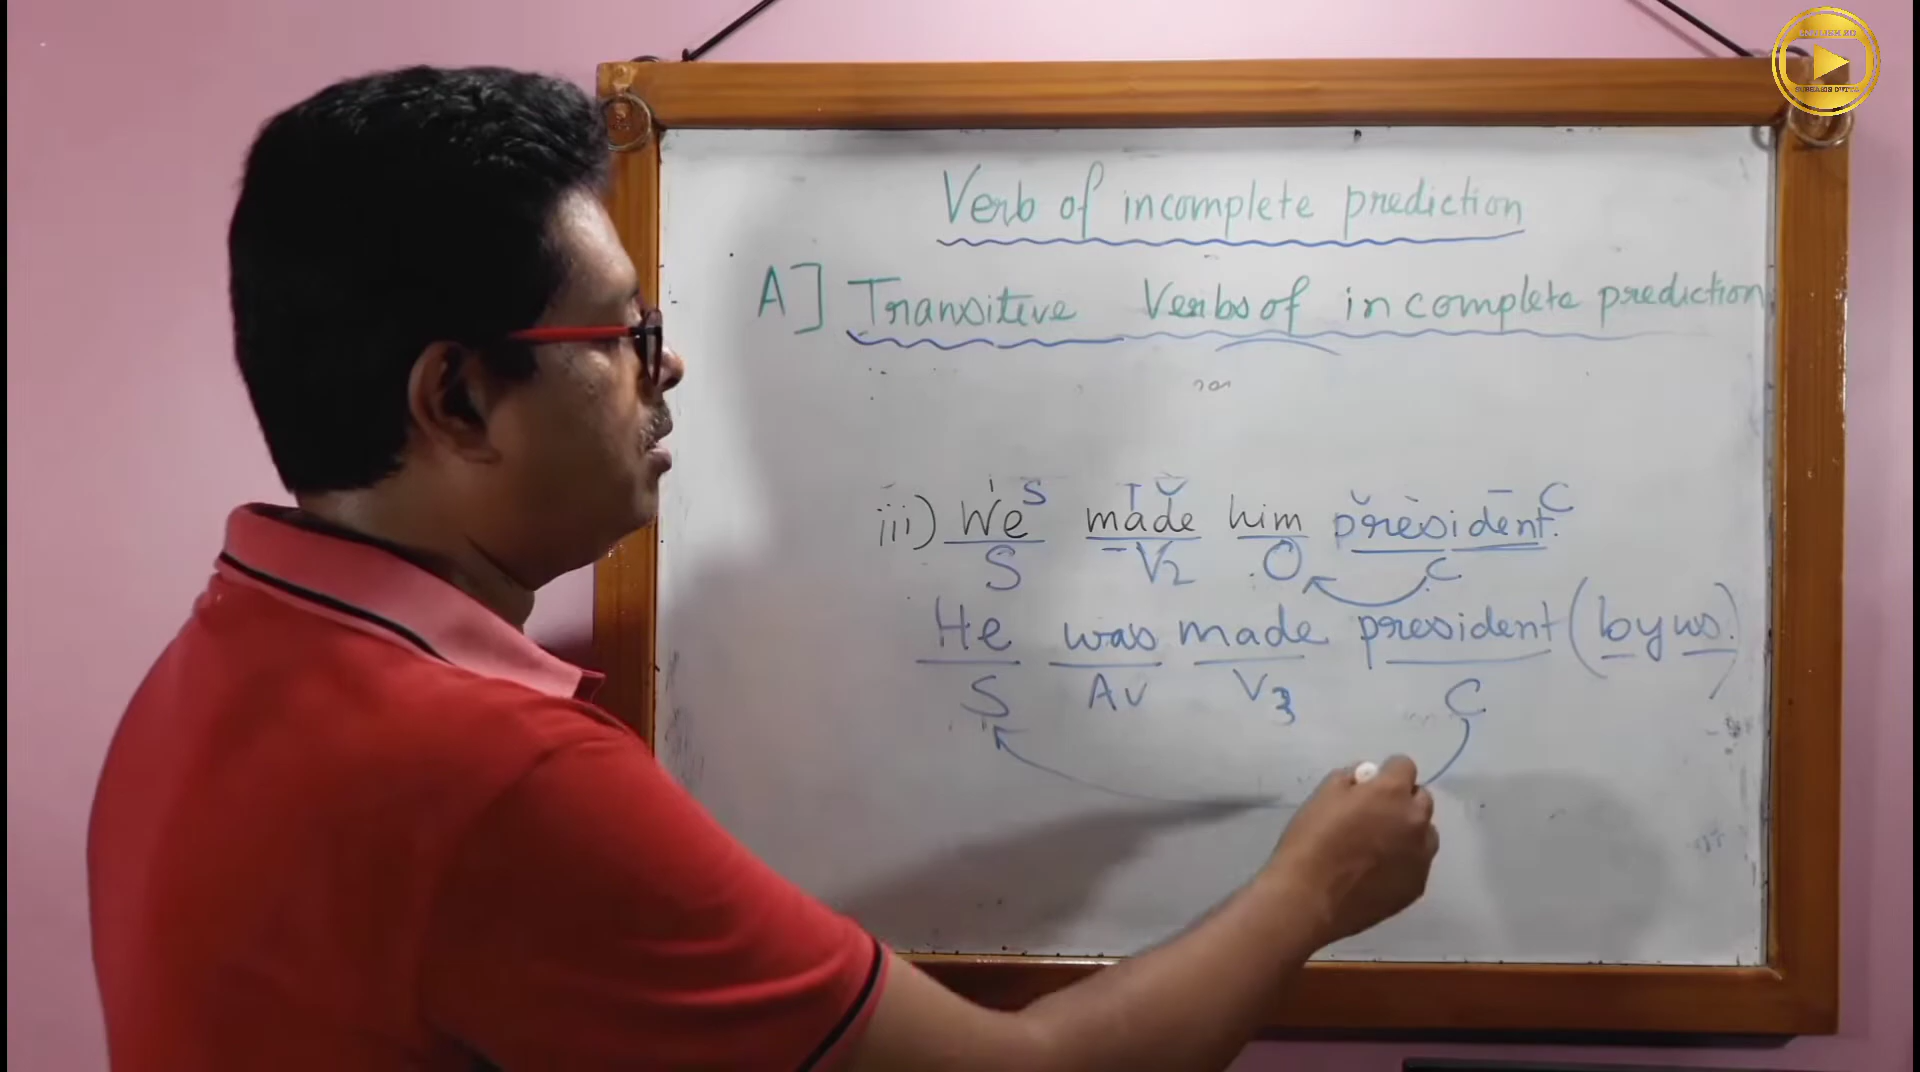 Verb of incomplete prediction
A] Transitive Verbs of incomplete prediction
S TV C
iii) We made him president.
S V2 O C
He was made president (by us.)
S AV V3 C